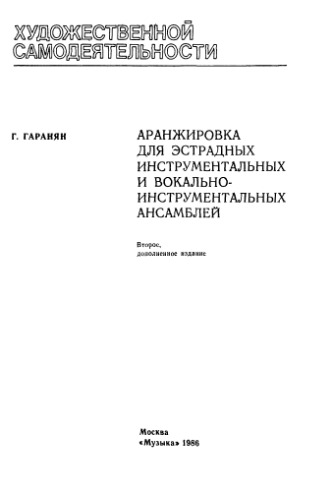 ХУДОЖЕСТВЕННОЙ
САМОДЕЯТЕЛЬНОСТИ
Г. ГАРАНЯН
АРАНЖИРОВКА
ДЛЯ ЭСТРАДНЫХ
ИНСТРУМЕНТАЛЬНЫХ
И ВОКАЛЬНО-
ИНСТРУМЕНТАЛЬНЫХ
АНСАМБЛЕЙ
Второе,
дополненное издание
Москва
«Музыка» 1986